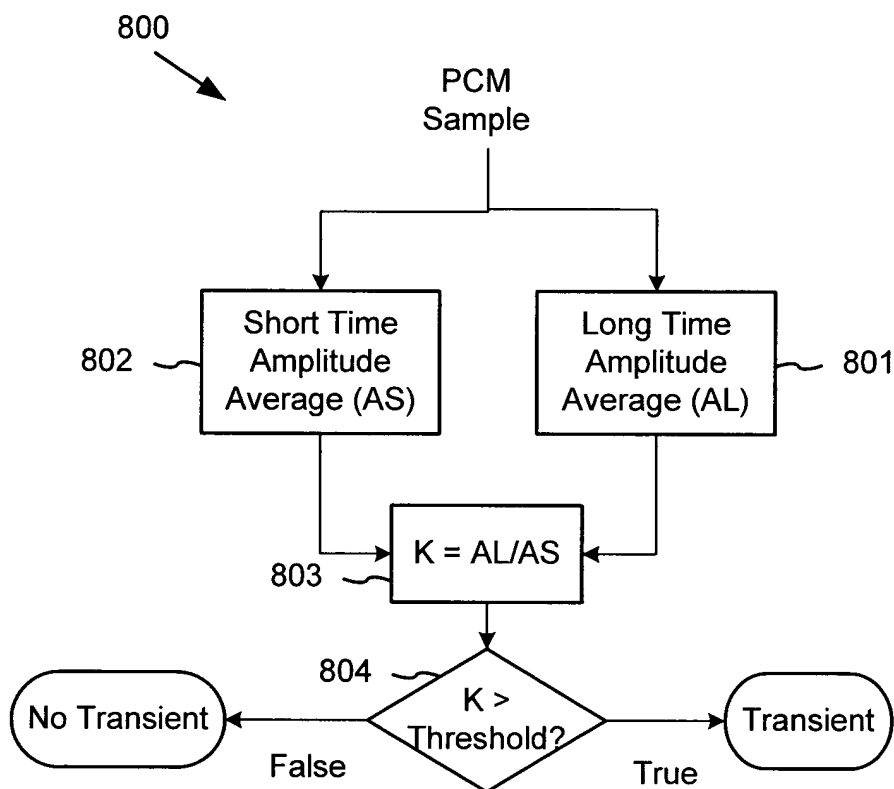 800
PCM
Sample
802
Short Time
Amplitude
Average (AS)
Long Time
Amplitude
Average (AL)
801
K = AL/AS
803
804
K >
Threshold?
No Transient
Transient
False
True